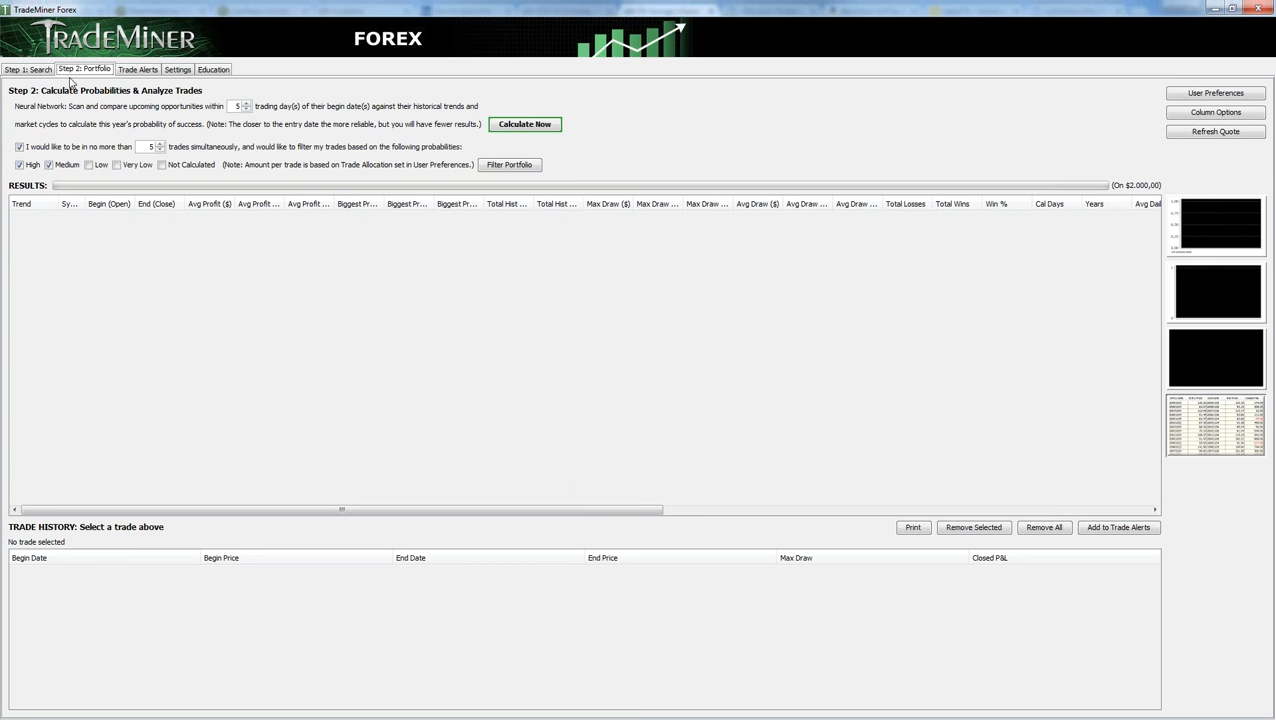 TradeMiner Forex
TRADEMINER
FOREX
Step 1: Search
Step 2: Portfolio
Trade Alerts
Settings
Education
Step 2: Calculate Probabilities & Analyze Trades
Neural Network: Scan and compare upcoming opportunities within 5 trading day(s) of their begin date(s) against their historical trends and
market cycles to calculate this year's probability of success. (Note: The closer to the entry date the more reliable, but you will have fewer results.)
Calculate Now
I would like to be in no more than 5 trades simultaneously, and would like to filter my trades based on the following probabilities:
High Medium Low Very Low Not Calculated (Note: Amount per trade is based on Trade Allocation set in User Preferences.)
Filter Portfolio
User Preferences
Column Options
Refresh Quote
RESULTS: (On $2.000,00)
Trend Sy... Begin (Open) End (Close) Avg Profit ($) Avg Profit ... Avg Profit ... Biggest Pr... Biggest Pr... Biggest Pr... Total Hist ... Total Hist ... Max Draw ($) Max Draw ... Max Draw ... Avg Draw ($) Avg Draw ... Avg Draw ... Total Losses Total Wins Win % Cal Days Years Avg Dail
TRADE HISTORY: Select a trade above
Print
Remove Selected
Remove All
Add to Trade Alerts
No trade selected
Begin Date Begin Price End Date End Price Max Draw Closed P&L